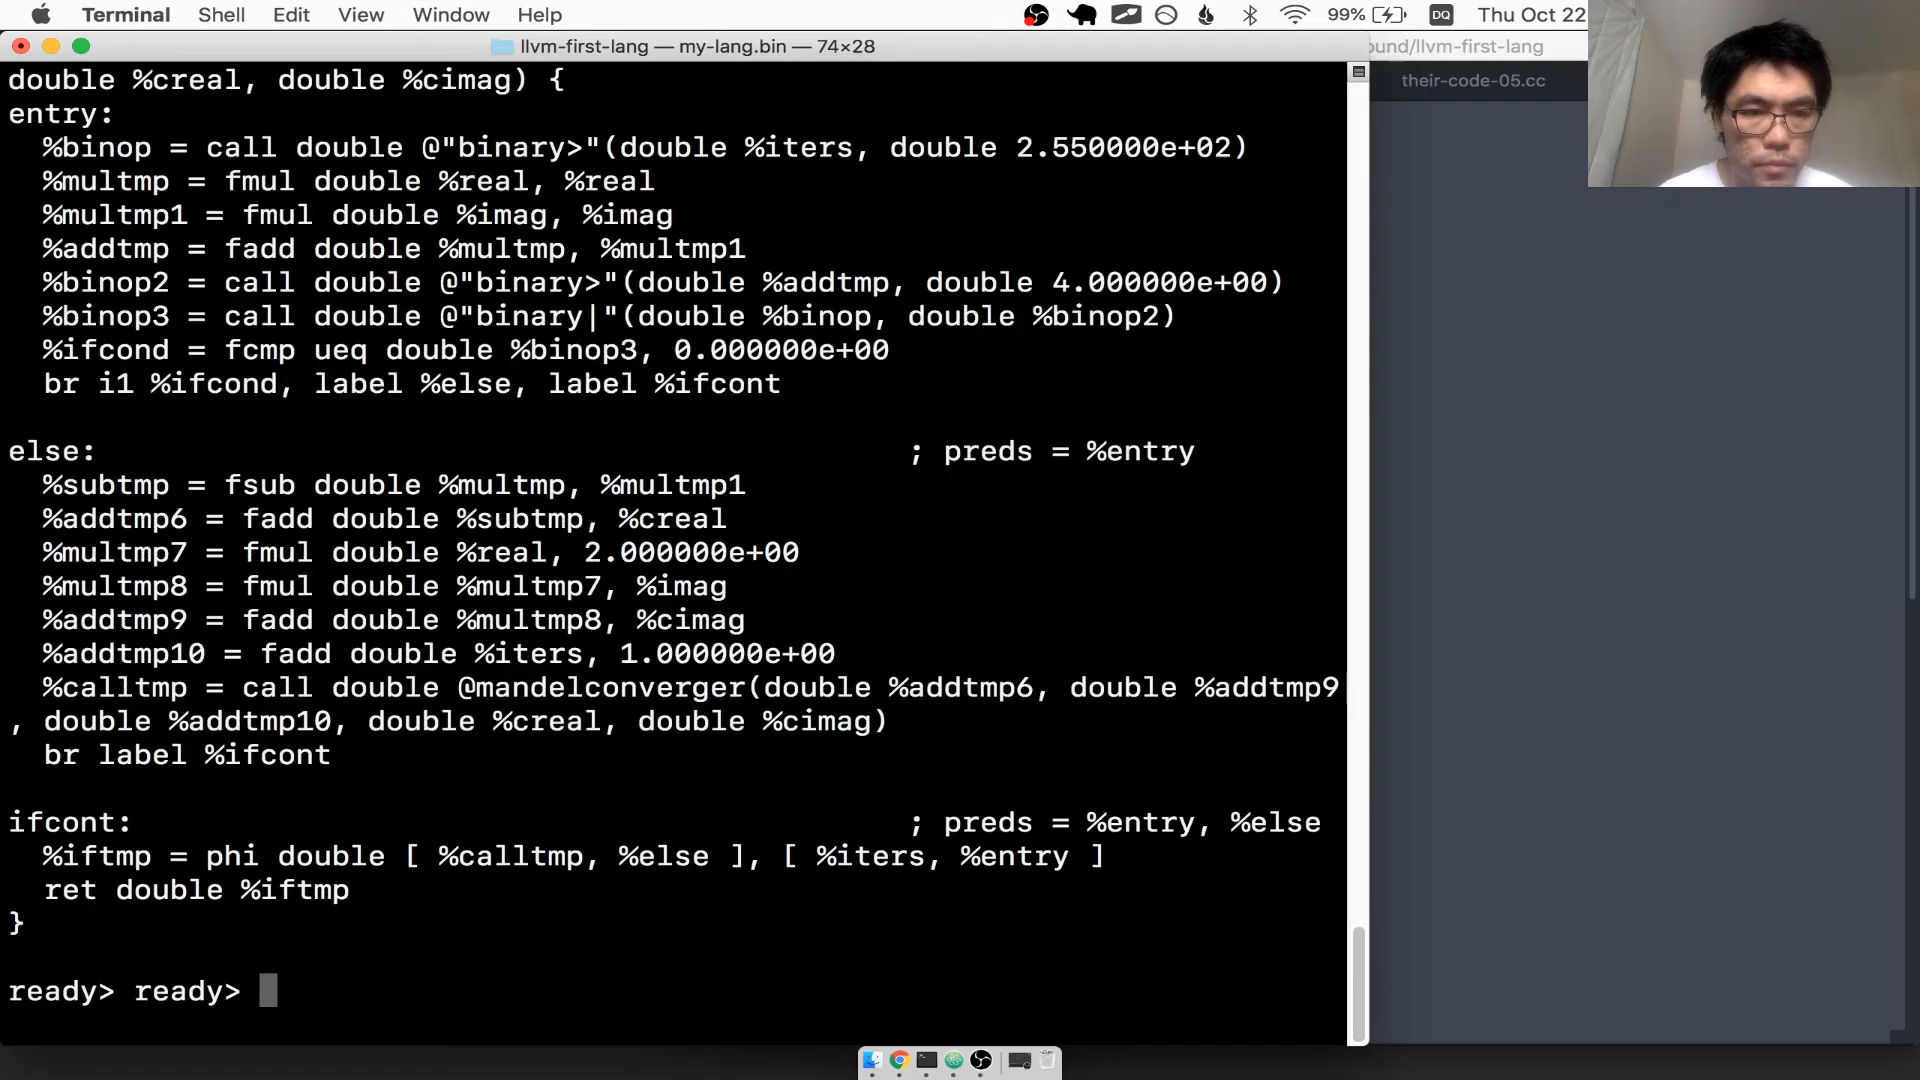 Terminal Shell Edit View Window Help 99% DQ Thu Oct 22
llvm-first-lang — my-lang.bin — 74×28
ound/llvm-first-lang
their-code-05.cc
double %creal, double %cimag) {
entry:
  %binop = call double @"binary>"(double %iters, double 2.550000e+02)
  %multmp = fmul double %real, %real
  %multmp1 = fmul double %imag, %imag
  %addtmp = fadd double %multmp, %multmp1
  %binop2 = call double @"binary>"(double %addtmp, double 4.000000e+00)
  %binop3 = call double @"binary|"(double %binop, double %binop2)
  %ifcond = fcmp ueq double %binop3, 0.000000e+00
  br i1 %ifcond, label %else, label %ifcont
else:                                             ; preds = %entry
  %subtmp = fsub double %multmp, %multmp1
  %addtmp6 = fadd double %subtmp, %creal
  %multmp7 = fmul double %real, 2.000000e+00
  %multmp8 = fmul double %multmp7, %imag
  %addtmp9 = fadd double %multmp8, %cimag
  %addtmp10 = fadd double %iters, 1.000000e+00
  %calltmp = call double @mandelconverger(double %addtmp6, double %addtmp9
, double %addtmp10, double %creal, double %cimag)
  br label %ifcont
ifcont:                                           ; preds = %entry, %else
  %iftmp = phi double [ %calltmp, %else ], [ %iters, %entry ]
  ret double %iftmp
}
ready> ready>